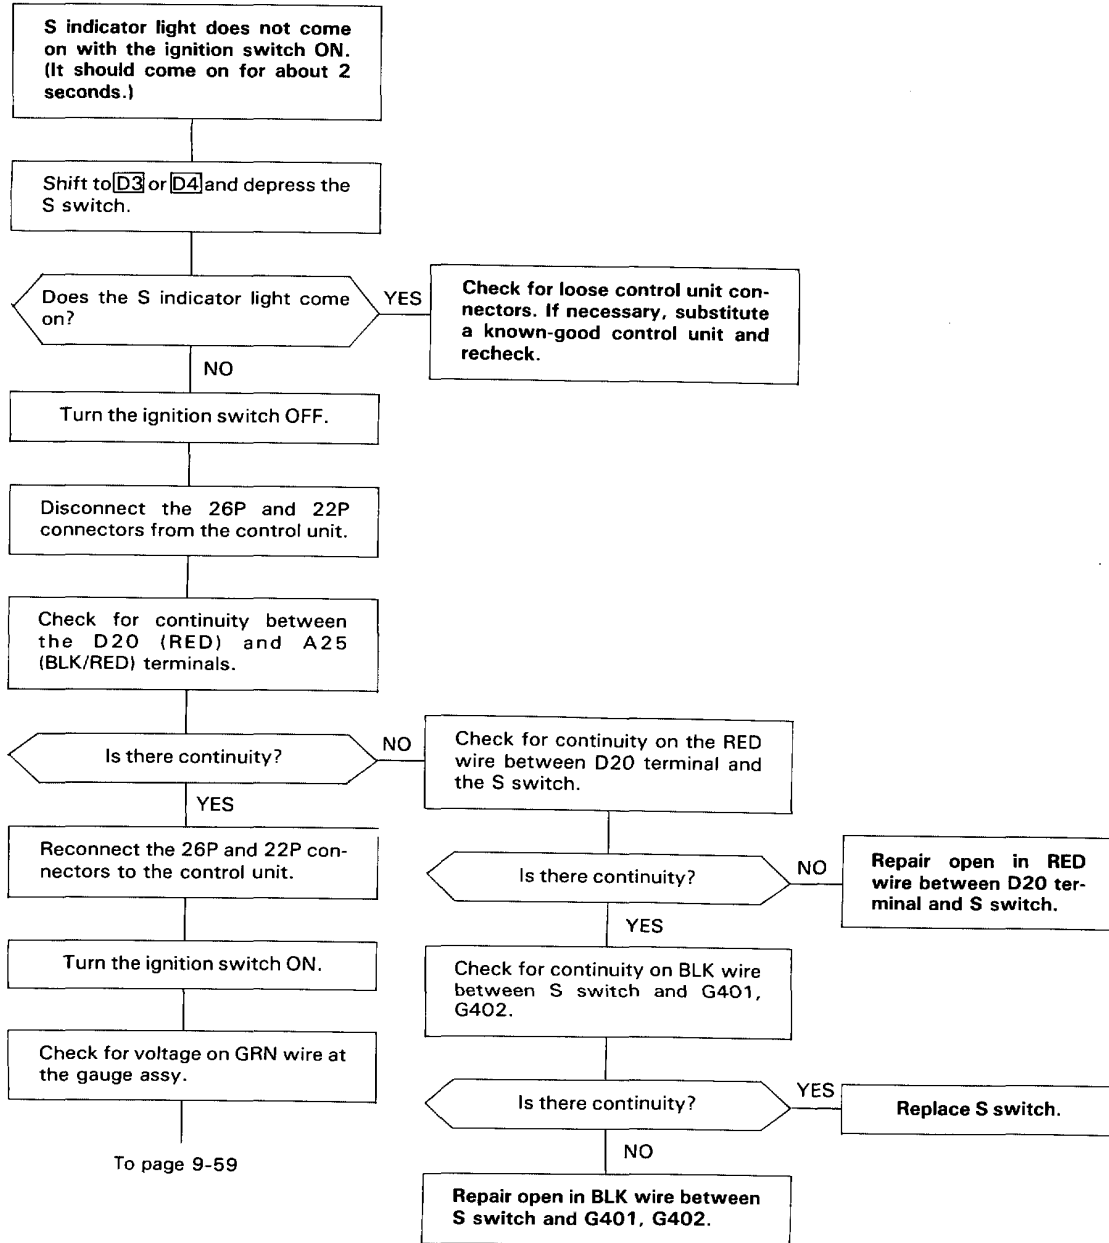 S indicator light does not come
on with the ignition switch ON.
(It should come on for about 2
seconds.)
Shift to D3 or D4 and depress the
S switch.
Does the S indicator light come
on?
YES
Check for loose control unit con-
nectors. If necessary, substitute
a known-good control unit and
recheck.
NO
Turn the ignition switch OFF.
Disconnect the 26P and 22P
connectors from the control unit.
Check for continuity between
the D20 (RED) and A25
(BLK/RED) terminals.
Is there continuity?
NO
Check for continuity on the RED
wire between D20 terminal and
the S switch.
YES
Reconnect the 26P and 22P con-
nectors to the control unit.
Is there continuity?
NO
Repair open in RED
wire between D20 ter-
minal and S switch.
YES
Turn the ignition switch ON.
Check for continuity on BLK wire
between S switch and G401,
G402.
Check for voltage on GRN wire at
the gauge assy.
Is there continuity?
YES
Replace S switch.
To page 9-59
NO
Repair open in BLK wire between
S switch and G401, G402.